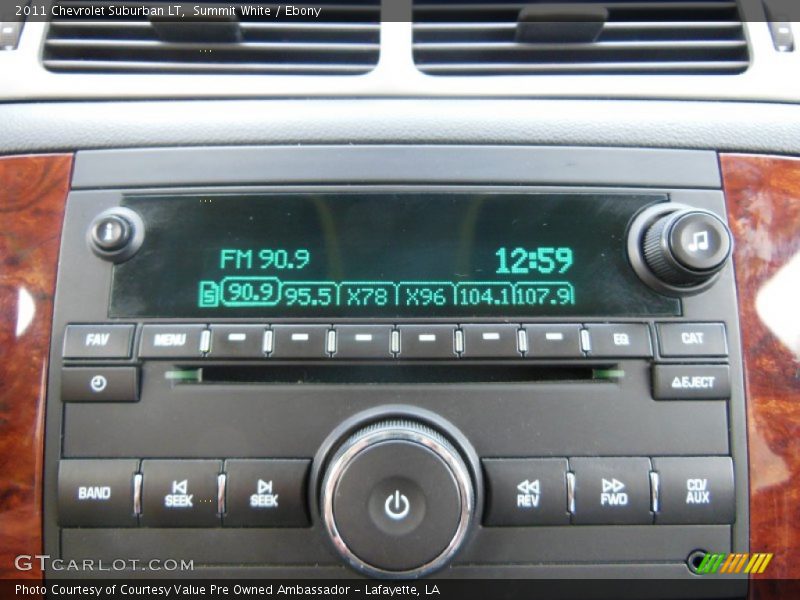 2011 Chevrolet Suburban LT,  Summit White / Ebony
i
FM 90.9 12:59
5 90.9 95.5 X78 X96 104.1 107.9
FAV MENU EQ CAT
EJECT
BAND SEEK SEEK REV FWD CD/
AUX
GTCARLOT.COM
Photo Courtesy of Courtesy Value Pre Owned Ambassador - Lafayette, LA